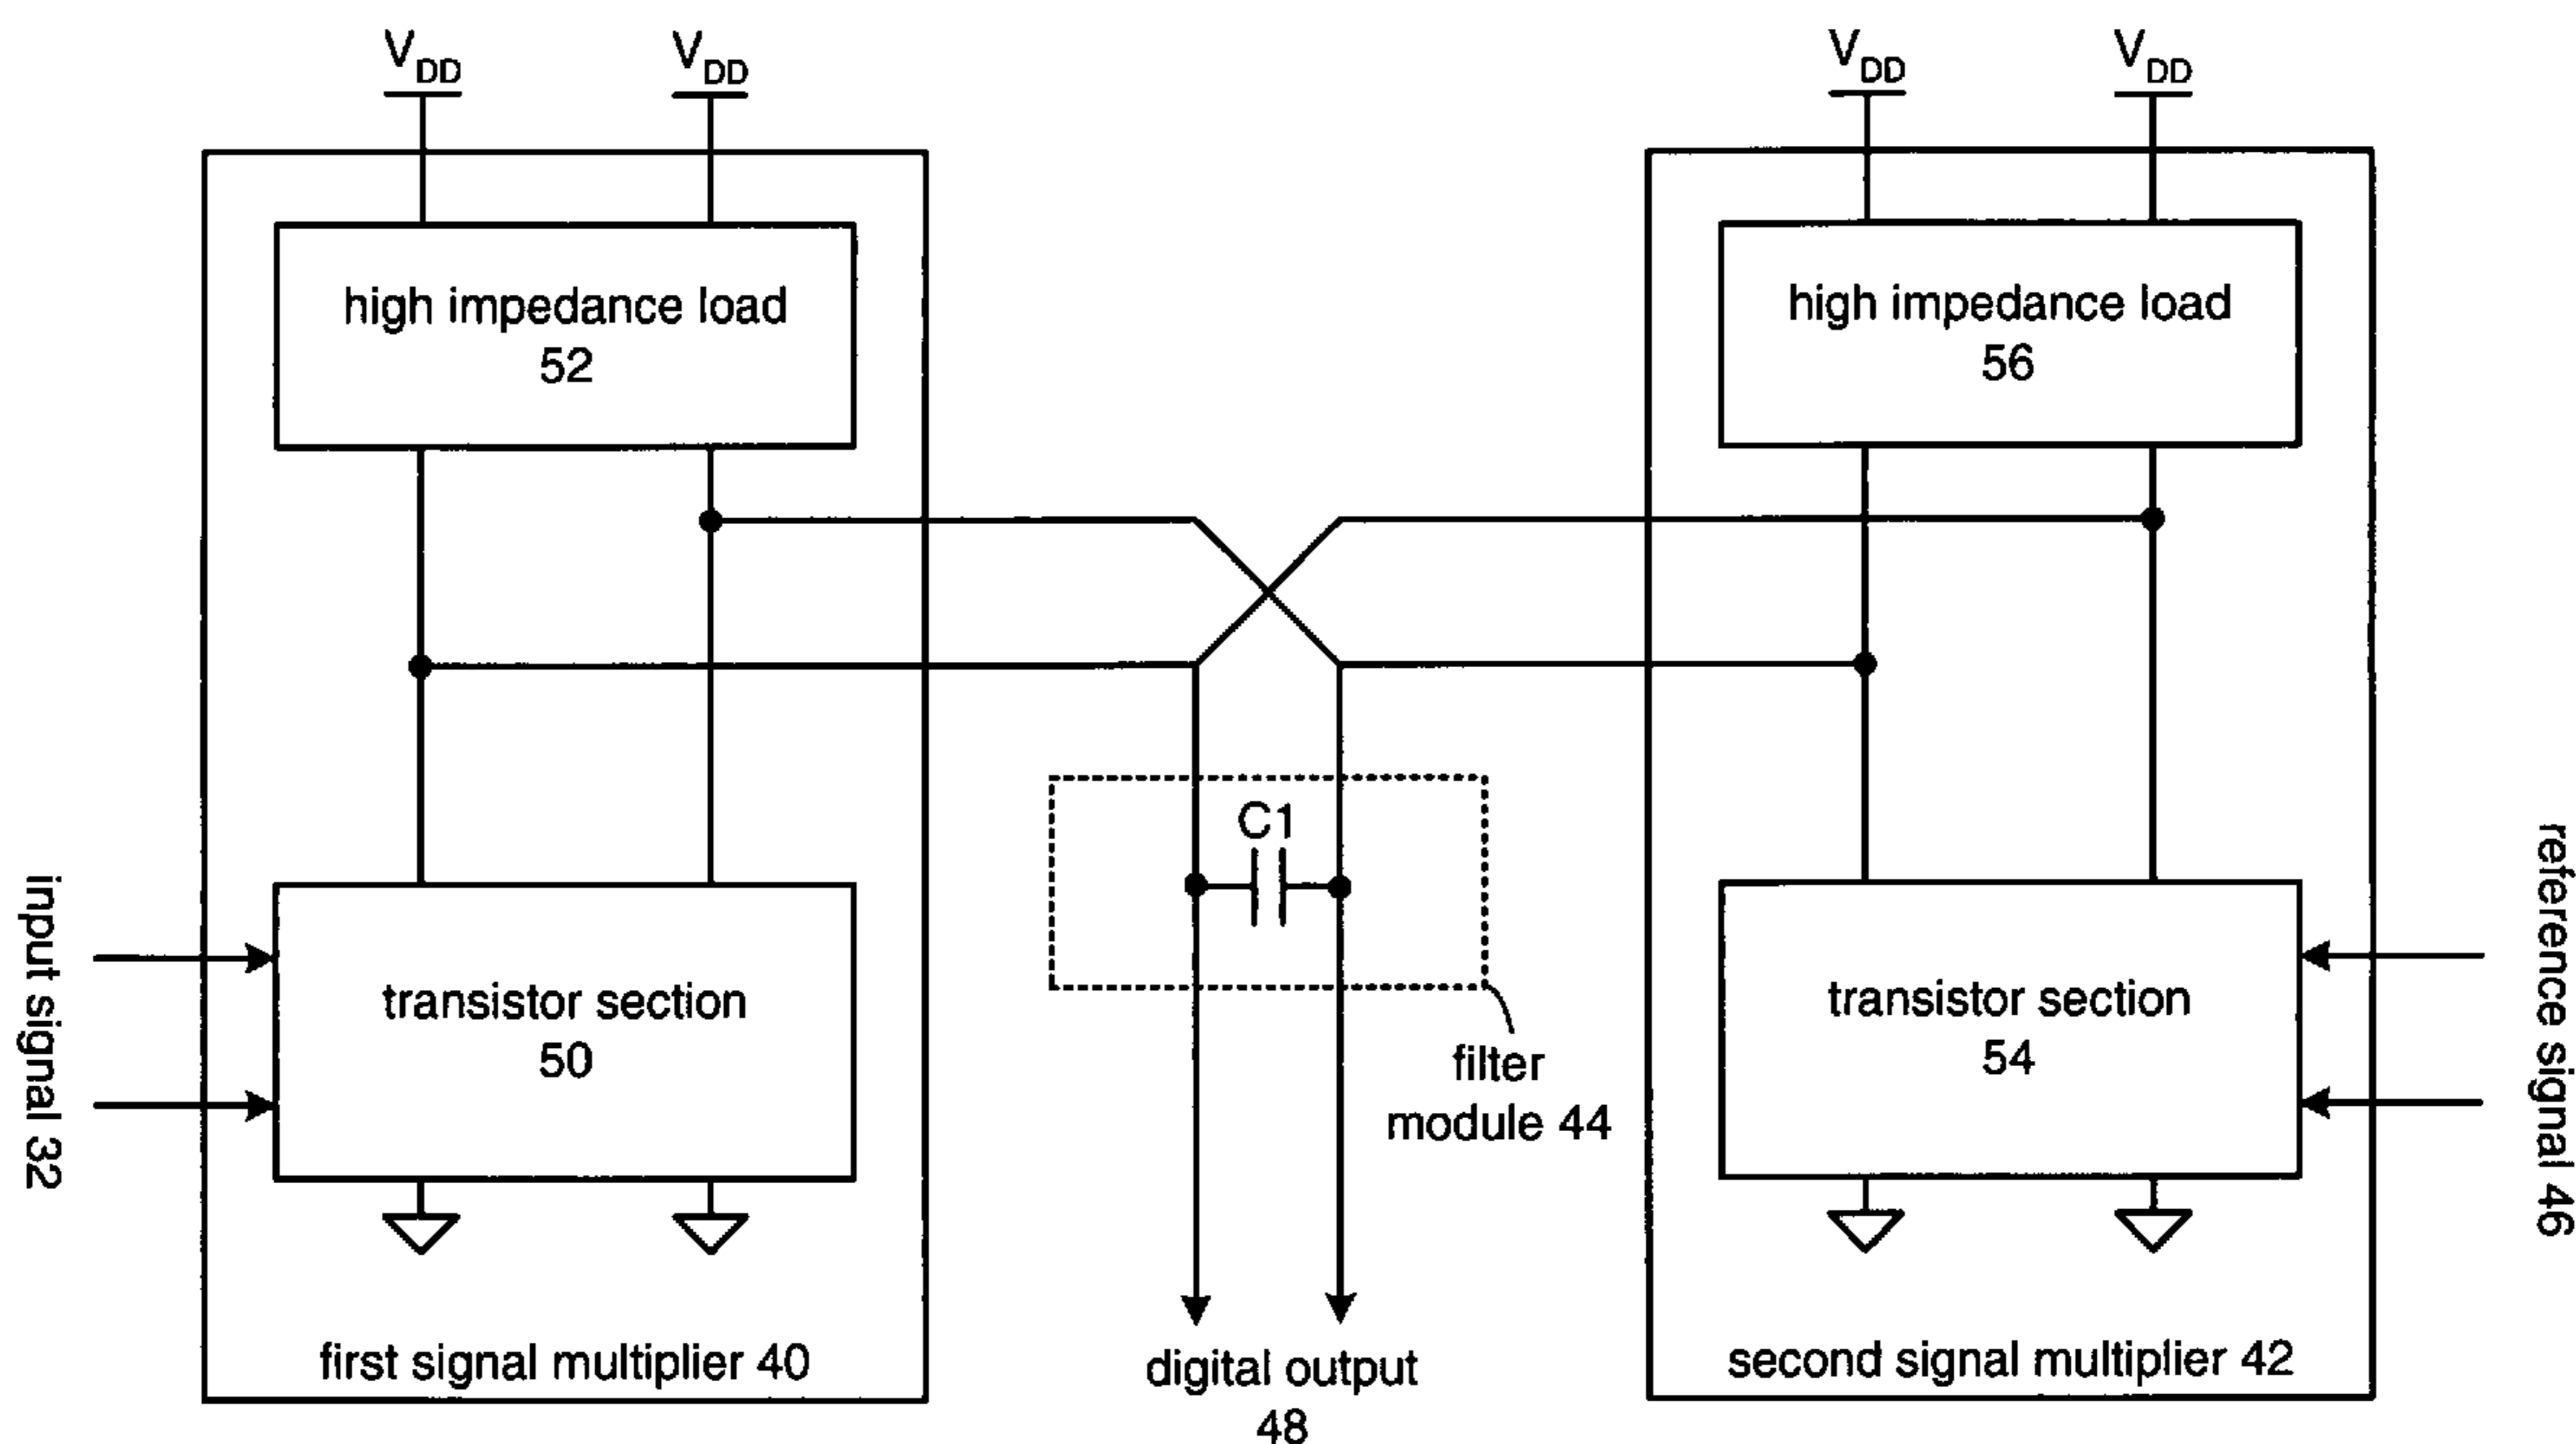 VDD
VDD
VDD
VDD
high impedance load
52
high impedance load
56
C1
input signal 32
transistor section
50
filter
module 44
transistor section
54
reference signal 46
first signal multiplier 40
digital output
48
second signal multiplier 42